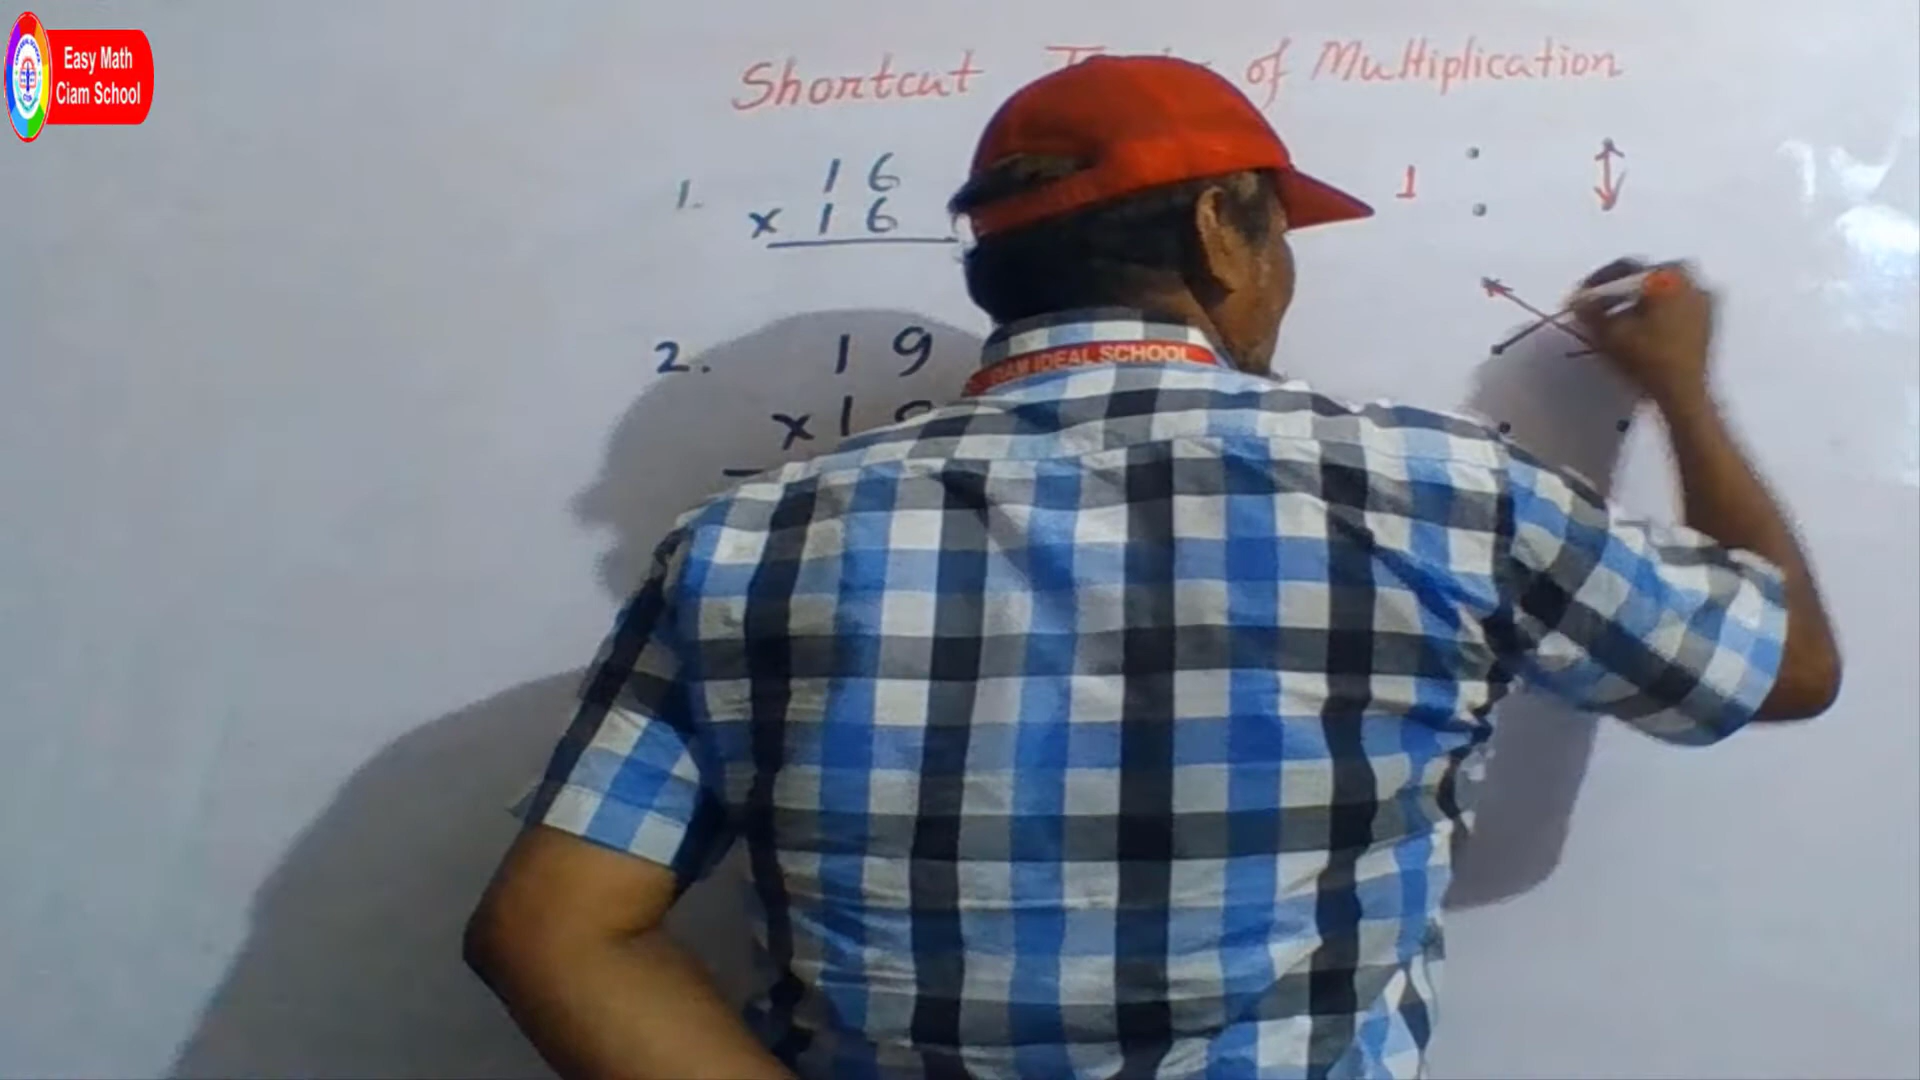 Easy Math
Ciam School
Shortcut of Multiplication
1. 16
x 16
1
2. 19
x 1
IDEAL SCHOOL